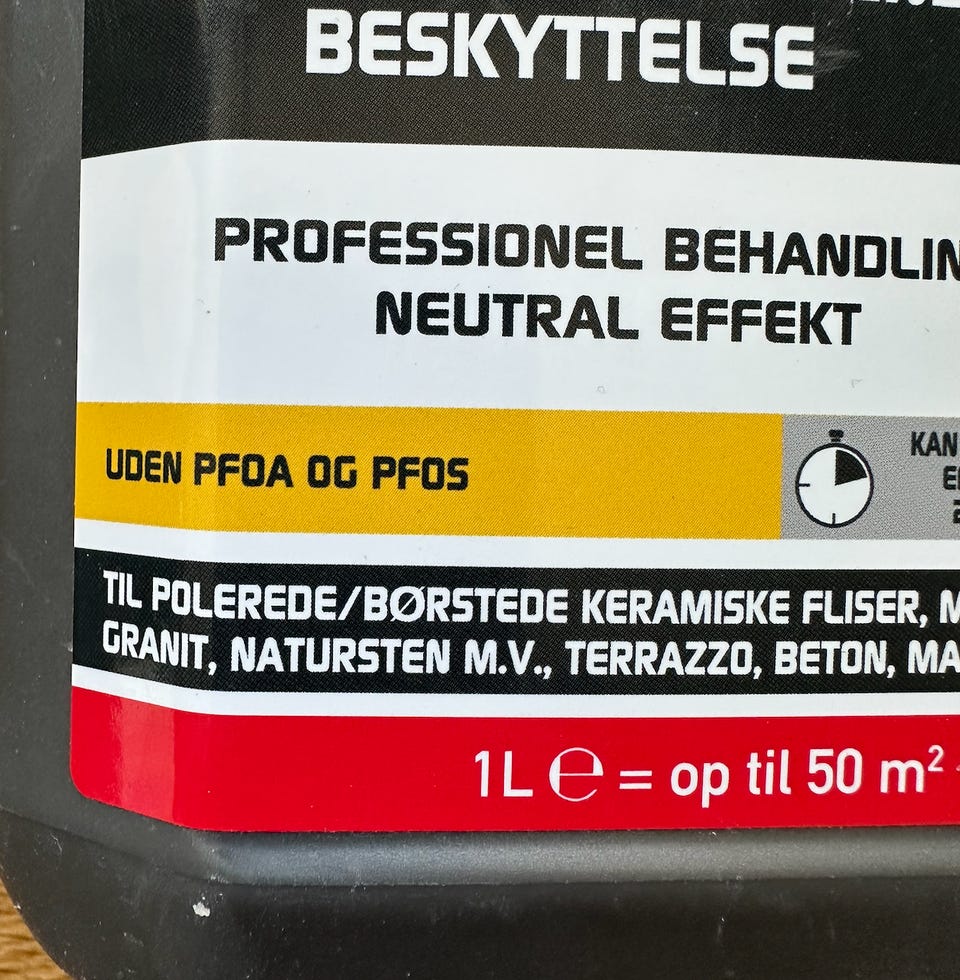 BESKYTTELSE
PROFESSIONEL BEHANDLIN
NEUTRAL EFFEKT
UDEN PFOA OG PFOS
KAN
TIL POLEREDE/BØRSTEDE KERAMISKE FLISER, M
GRANIT, NATURSTEN M.V., TERRAZZO, BETON, MA
1L ℮ = op til 50 m²